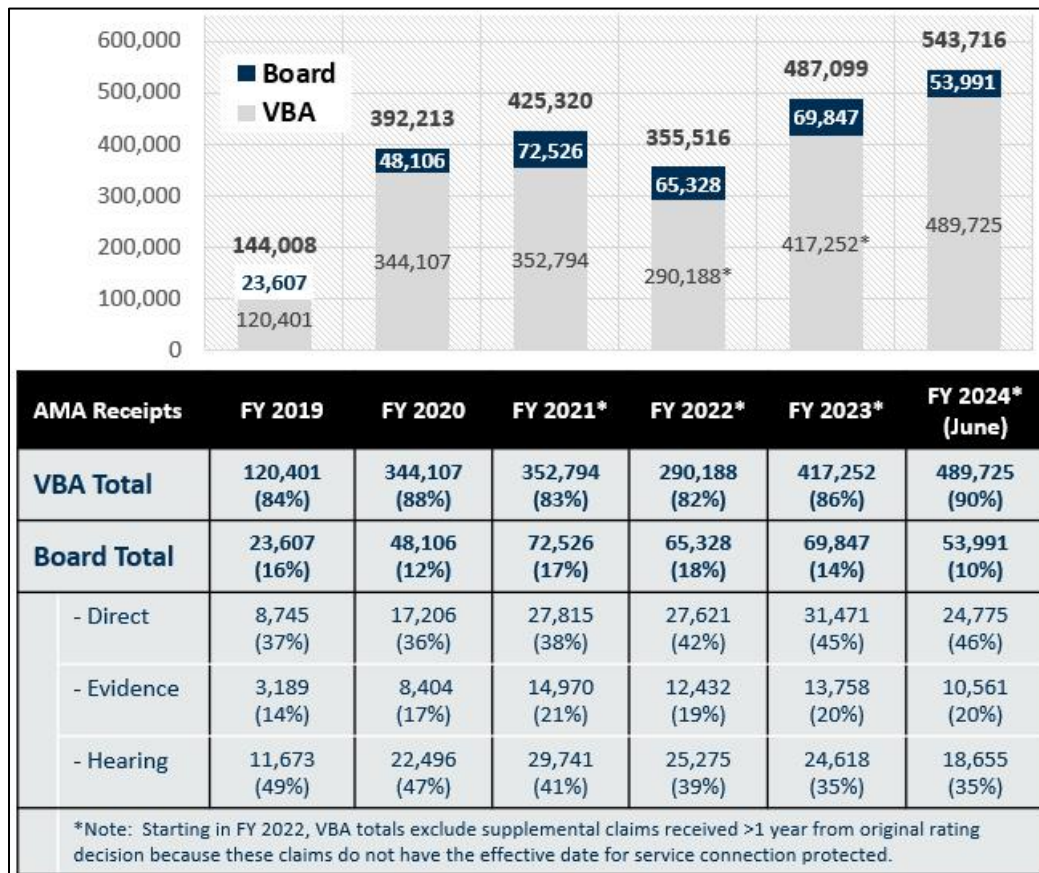 600,000
500,000
400,000
300,000
200,000
100,000
0
Board
VBA
144,008
23,607
120,401
392,213
48,106
344,107
425,320
72,526
352,794
355,516
65,328
290,188*
487,099
69,847
417,252*
543,716
53,991
489,725
AMA Receipts FY 2019 FY 2020 FY 2021* FY 2022* FY 2023* FY 2024*
(June)
VBA Total 120,401 344,107 352,794 290,188 417,252 489,725
(84%) (88%) (83%) (82%) (86%) (90%)
Board Total 23,607 48,106 72,526 65,328 69,847 53,991
(16%) (12%) (17%) (18%) (14%) (10%)
- Direct 8,745 17,206 27,815 27,621 31,471 24,775
(37%) (36%) (38%) (42%) (45%) (46%)
- Evidence 3,189 8,404 14,970 12,432 13,758 10,561
(14%) (17%) (21%) (19%) (20%) (20%)
- Hearing 11,673 22,496 29,741 25,275 24,618 18,655
(49%) (47%) (41%) (39%) (35%) (35%)
*Note: Starting in FY 2022, VBA totals exclude supplemental claims received >1 year from original rating
decision because these claims do not have the effective date for service connection protected.